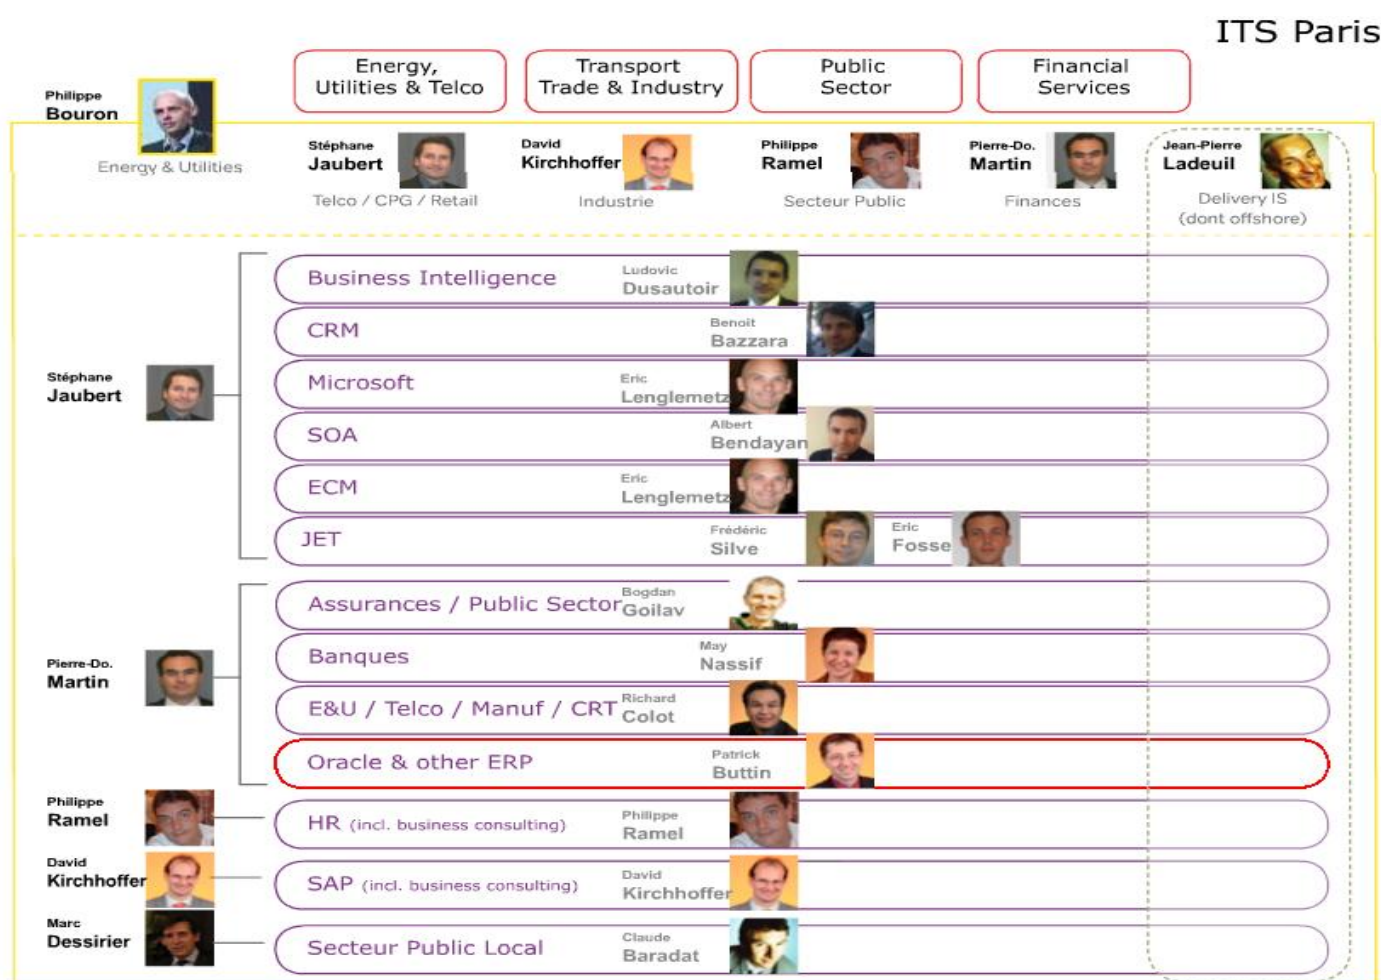 ITS Paris
Energy,
Utilities & Telco
Transport
Trade & Industry
Public
Sector
Financial
Services
Philippe
Bouron
Energy & Utilities
Stéphane
Jaubert
Telco / CPG / Retail
David
Kirchhoffer
Industrie
Philippe
Ramel
Secteur Public
Pierre-Do.
Martin
Finances
Jean-Pierre
Ladeuil
Delivery IS
(dont offshore)
Stéphane
Jaubert
Business Intelligence
Ludovic
Dusautoir
CRM
Benoit
Bazzara
Microsoft
Eric
Lenglemetz
SOA
Albert
Bendayan
ECM
Eric
Lenglemetz
JET
Frédéric
Silve
Eric
Fosse
Pierre-Do.
Martin
Assurances / Public Sector
Bogdan
Goilav
Banques
May
Nassif
E&U / Telco / Manuf / CRT
Richard
Colot
Oracle & other ERP
Patrick
Buttin
Philippe
Ramel
HR (incl. business consulting)
Philippe
Ramel
David
Kirchhoffer
SAP (incl. business consulting)
David
Kirchhoffer
Marc
Dessirier
Secteur Public Local
Claude
Baradat